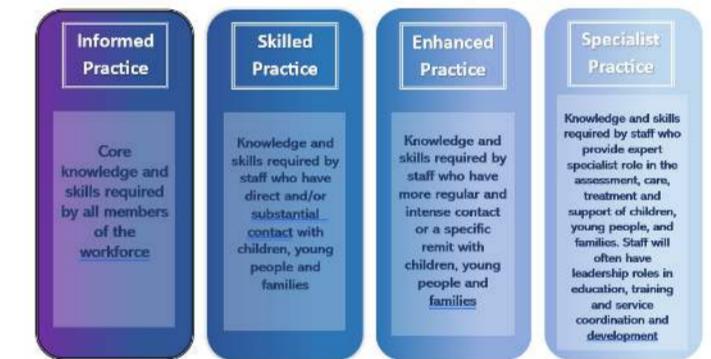 Informed
Practice
Core
knowledge and
skills required
by all members
of the
workforce
Skilled
Practice
Knowledge and
skills required by
staff who have
direct and/or
substantial
contact with
children, young
people and
families
Enhanced
Practice
Knowledge and
skills required by
staff who have
more regular and
intense contact
or a specific
remit with
children, young
people and
families
Specialist
Practice
Knowledge and skills
required by staff who
provide expert
specialist role in the
assessment, care,
treatment and
support of children,
young people, and
families. Staff will
often have
leadership roles in
education, training
and service
coordination and
development